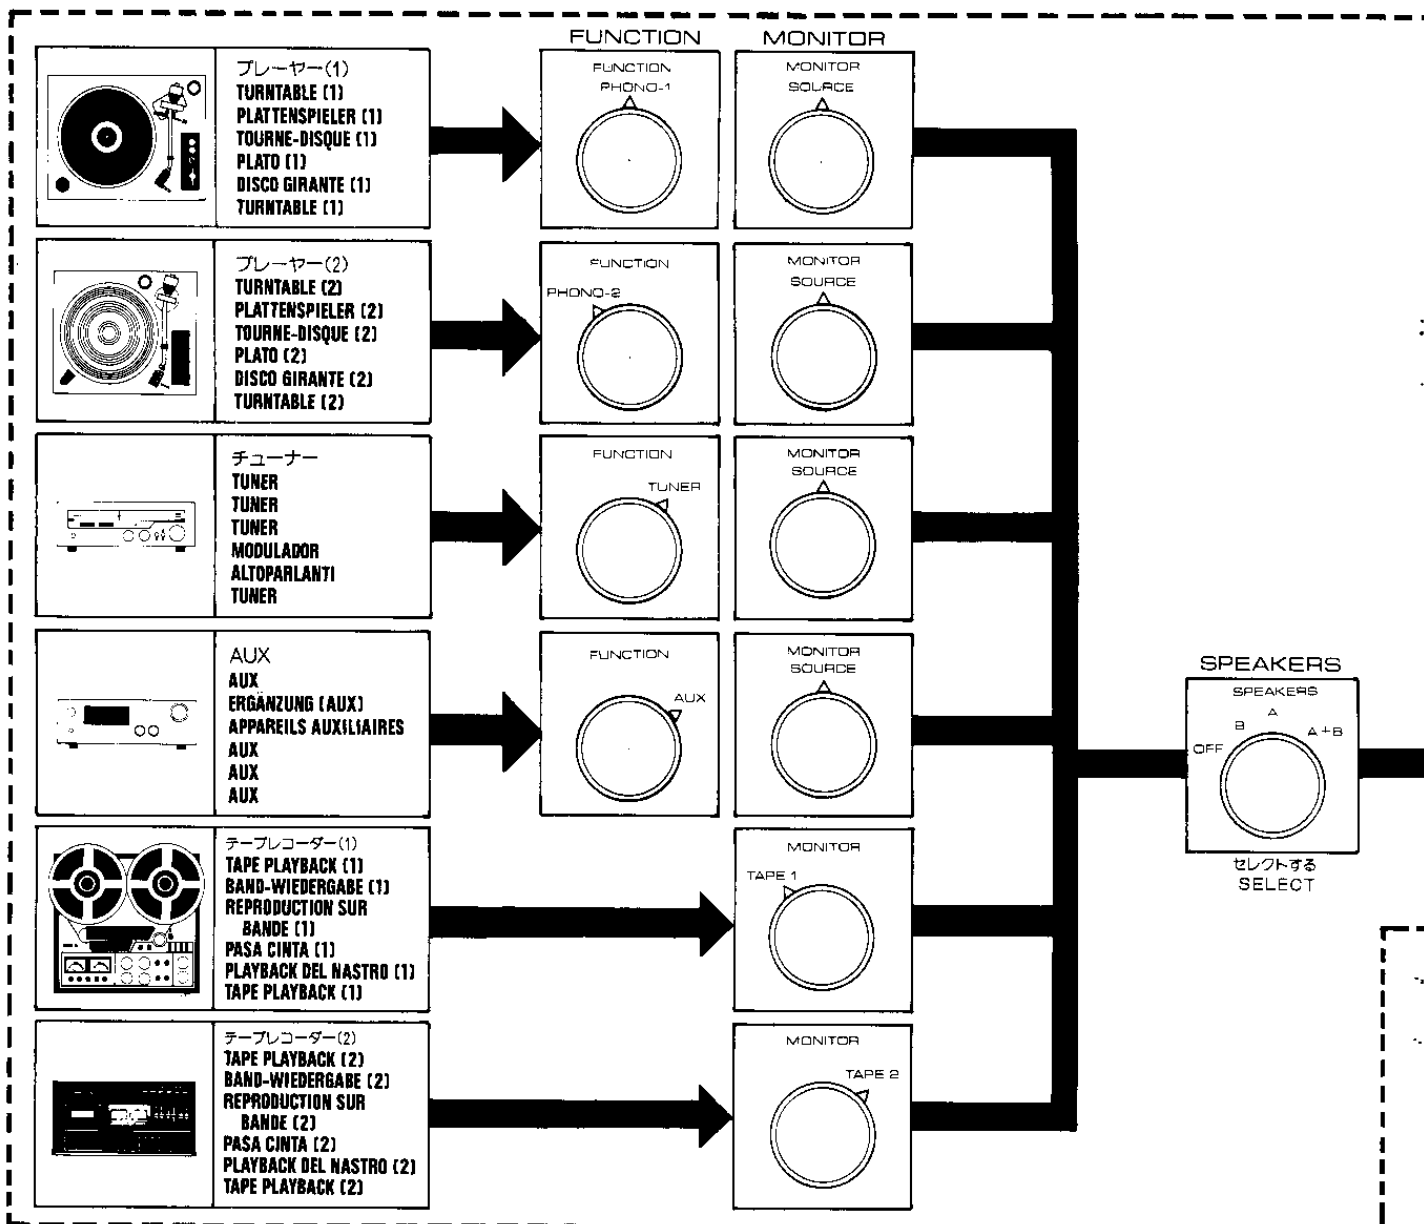 FUNCTION
MONITOR
プレーヤー(1)
TURNTABLE (1)
PLATTENSPIELER (1)
TOURNE-DISQUE (1)
PLATO (1)
DISCO GIRANTE (1)
TURNTABLE (1)
FUNCTION
PHONO-1
MONITOR
SOURCE
プレーヤー(2)
TURNTABLE (2)
PLATTENSPIELER (2)
TOURNE-DISQUE (2)
PLATO (2)
DISCO GIRANTE (2)
TURNTABLE (2)
FUNCTION
PHONO-2
MONITOR
SOURCE
チューナー
TUNER
TUNER
TUNER
MODULADOR
ALTOPARLANTI
TUNER
FUNCTION
TUNER
MONITOR
SOURCE
AUX
AUX
ERGÄNZUNG (AUX)
APPAREILS AUXILIAIRES
AUX
AUX
AUX
FUNCTION
AUX
MONITOR
SOURCE
テープレコーダー(1)
TAPE PLAYBACK (1)
BAND-WIEDERGABE (1)
REPRODUCTION SUR
BANDE (1)
PASA CINTA (1)
PLAYBACK DEL NASTRO (1)
TAPE PLAYBACK (1)
MONITOR
TAPE 1
テープレコーダー(2)
TAPE PLAYBACK (2)
BAND-WIEDERGABE (2)
REPRODUCTION SUR
BANDE (2)
PASA CINTA (2)
PLAYBACK DEL NASTRO (2)
TAPE PLAYBACK (2)
MONITOR
TAPE 2
SPEAKERS
SPEAKERS
OFF B A A+B
セレクトする
SELECT